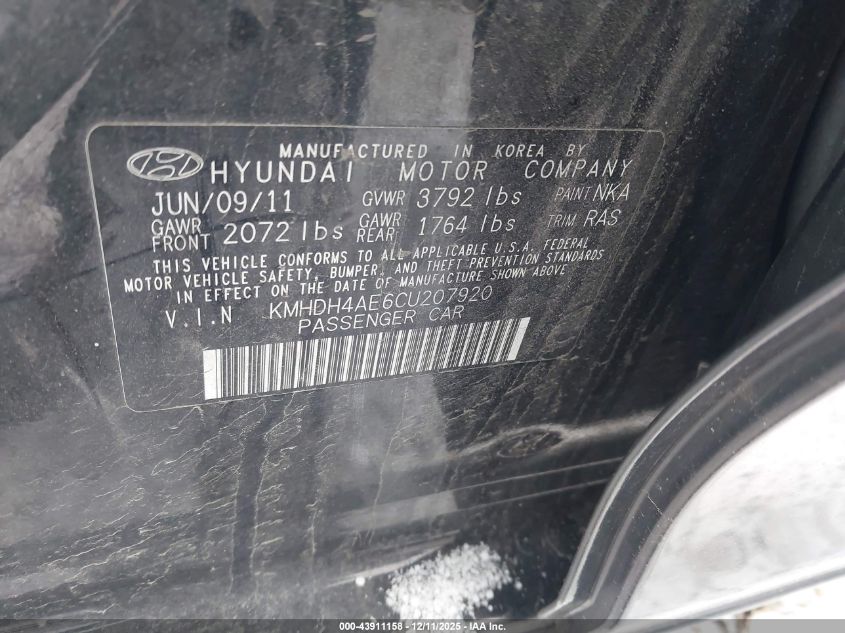 MANUFACTURED IN KOREA BY
HYUNDAI MOTOR COMPANY
JUN/09/11 GVWR 3792 lbs PAINT NKA
GAWR FRONT 2072 lbs GAWR REAR 1764 lbs TRIM RAS
THIS VEHICLE CONFORMS TO ALL APPLICABLE U.S.A. FEDERAL
MOTOR VEHICLE SAFETY, BUMPER, AND THEFT PREVENTION STANDARDS
IN EFFECT ON THE DATE OF MANUFACTURE SHOWN ABOVE
V.I.N KMHDH4AE6CU207920
PASSENGER CAR
000-43911158 - 12/11/2025 - IAA Inc.